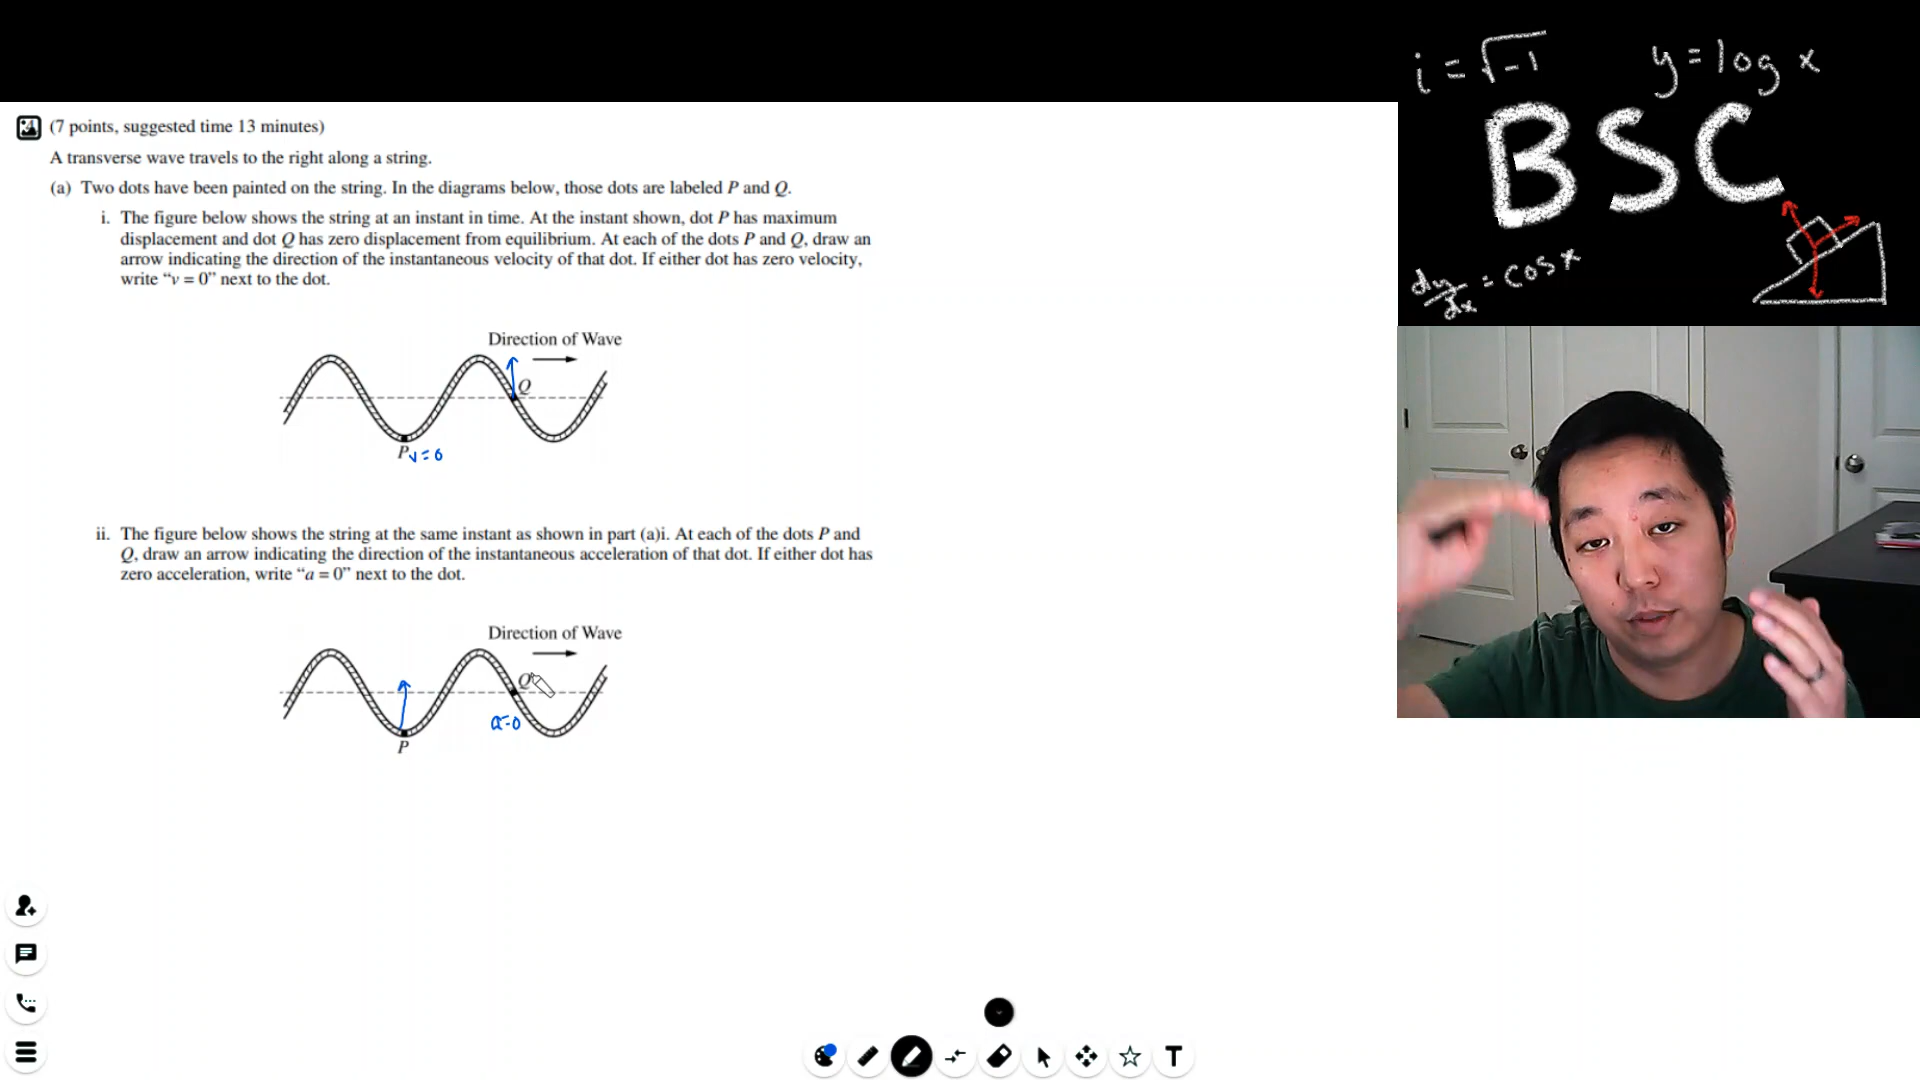 (7 points, suggested time 13 minutes)
A transverse wave travels to the right along a string.
(a) Two dots have been painted on the string. In the diagrams below, those dots are labeled P and Q.
i. The figure below shows the string at an instant in time. At the instant shown, dot P has maximum
displacement and dot Q has zero displacement from equilibrium. At each of the dots P and Q, draw an
arrow indicating the direction of the instantaneous velocity of that dot. If either dot has zero velocity,
write “v = 0” next to the dot.
Direction of Wave
Q
P v=0
ii. The figure below shows the string at the same instant as shown in part (a)i. At each of the dots P and
Q, draw an arrow indicating the direction of the instantaneous acceleration of that dot. If either dot has
zero acceleration, write “a = 0” next to the dot.
Direction of Wave
Q
a=0
P
T
i = √-1
y = log x
BSC
dy/dx = cos x